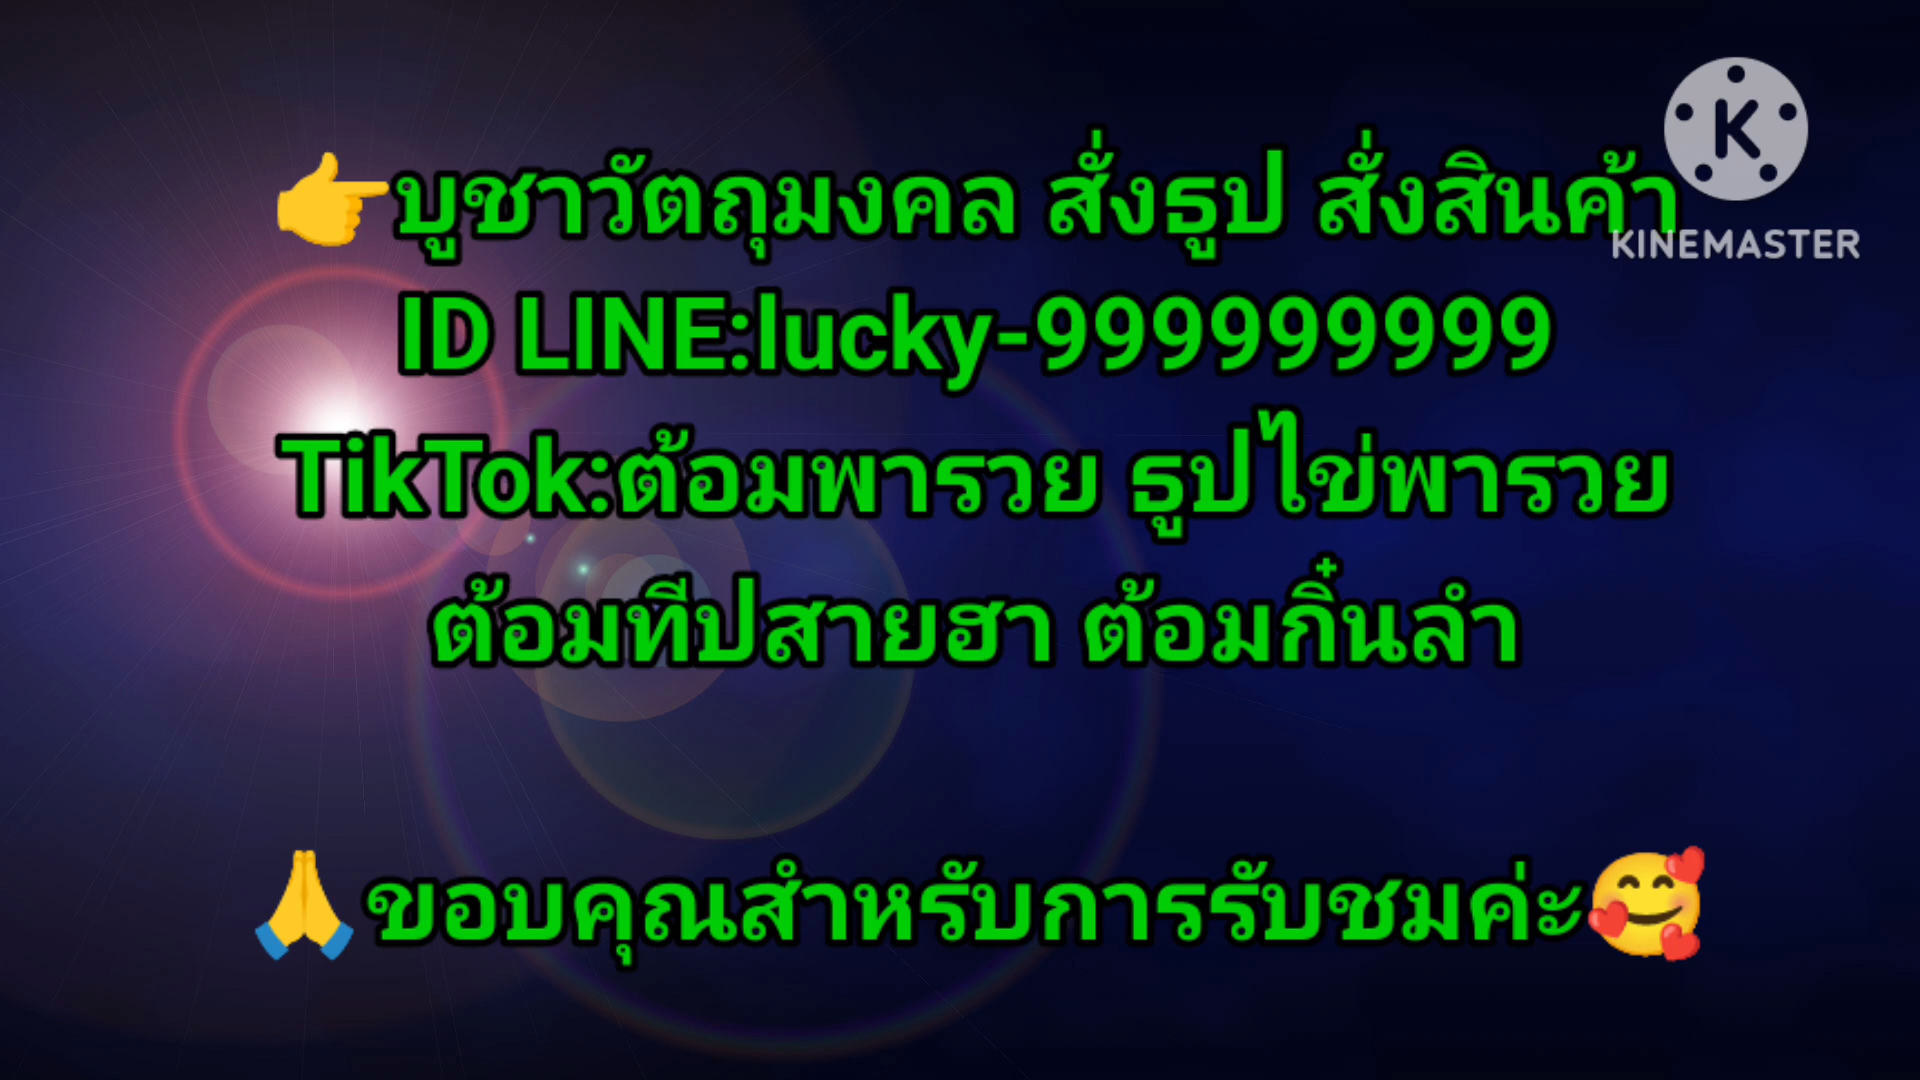 👉บูชาวัตถุมงคล สั่งธูป สั่งสินค้า
ID LINE:lucky-999999999
TikTok:ต้อมพารวย ธูปไข่พารวย
ต้อมทีปสายฮา ต้อมกิ๋นลำ
🙏ขอบคุณสำหรับการรับชมค่ะ🥰
K
KINEMASTER